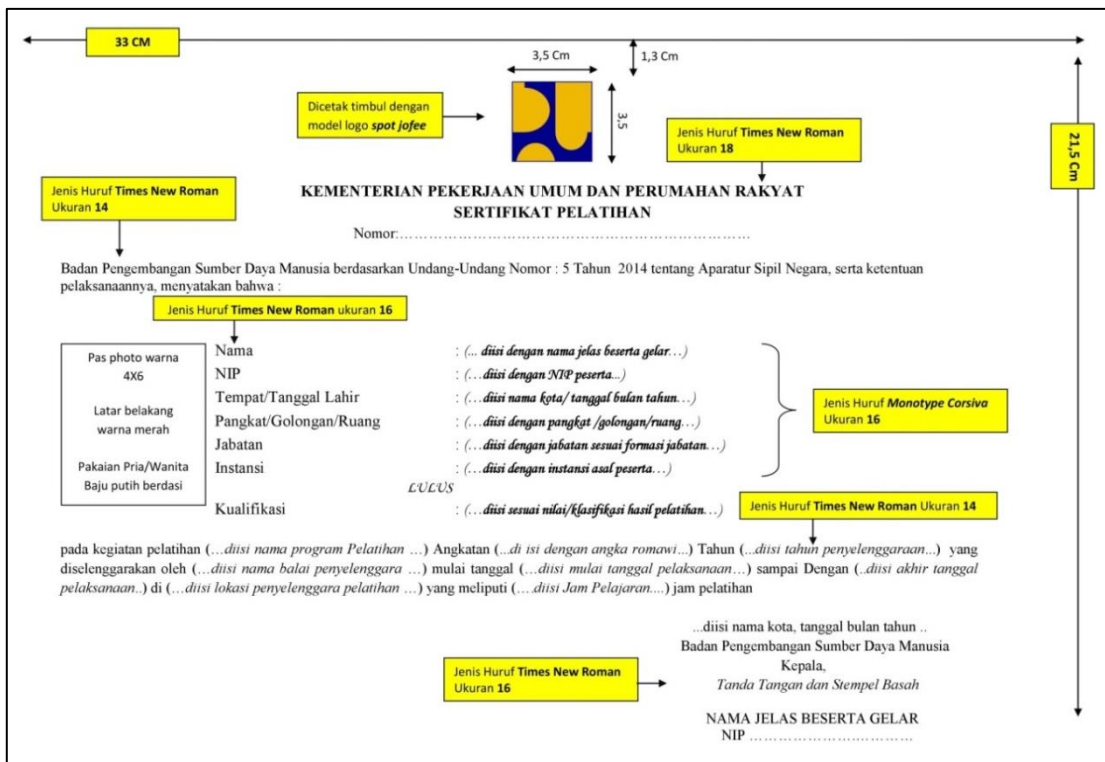 33 CM
3,5 Cm
1,3 Cm
Dicetak timbul dengan
model logo spot jofee
3,5
Jenis Huruf Times New Roman
Ukuran 18
21,5 Cm
Jenis Huruf Times New Roman
Ukuran 14
KEMENTERIAN PEKERJAAN UMUM DAN PERUMAHAN RAKYAT
SERTIFIKAT PELATIHAN
Nomor:……………………………………………………………………
Badan Pengembangan Sumber Daya Manusia berdasarkan Undang-Undang Nomor : 5 Tahun 2014 tentang Aparatur Sipil Negara, serta ketentuan
pelaksanaannya, menyatakan bahwa :
Jenis Huruf Times New Roman ukuran 16
Pas photo warna
4X6
Latar belakang
warna merah
Pakaian Pria/Wanita
Baju putih berdasi
Nama : (... diisi dengan nama jelas beserta gelar…)
NIP : (…diisi dengan NIP peserta...)
Tempat/Tanggal Lahir : (…diisi nama kota/ tanggal bulan tahun…)
Pangkat/Golongan/Ruang : (…diisi dengan pangkat /golongan/ruang…)
Jabatan : (…diisi dengan jabatan sesuai formasi jabatan…)
Instansi : (…diisi dengan instansi asal peserta…)
LULUS
Kualifikasi : (…diisi sesuai nilai/klasifikasi hasil pelatihan…)
Jenis Huruf Monotype Corsiva
Ukuran 16
Jenis Huruf Times New Roman Ukuran 14
pada kegiatan pelatihan (…diisi nama program Pelatihan …) Angkatan (...di isi dengan angka romawi...) Tahun (...diisi tahun penyelenggaraan...) yang
diselenggarakan oleh (…diisi nama balai penyelenggara …) mulai tanggal (…diisi mulai tanggal pelaksanaan…) sampai Dengan (..diisi akhir tanggal
pelaksanaan..) di (…diisi lokasi penyelenggara pelatihan …) yang meliputi (….diisi Jam Pelajaran....) jam pelatihan
...diisi nama kota, tanggal bulan tahun ..
Badan Pengembangan Sumber Daya Manusia
Kepala,
Tanda Tangan dan Stempel Basah
Jenis Huruf Times New Roman
Ukuran 16
NAMA JELAS BESERTA GELAR
NIP ……………………………